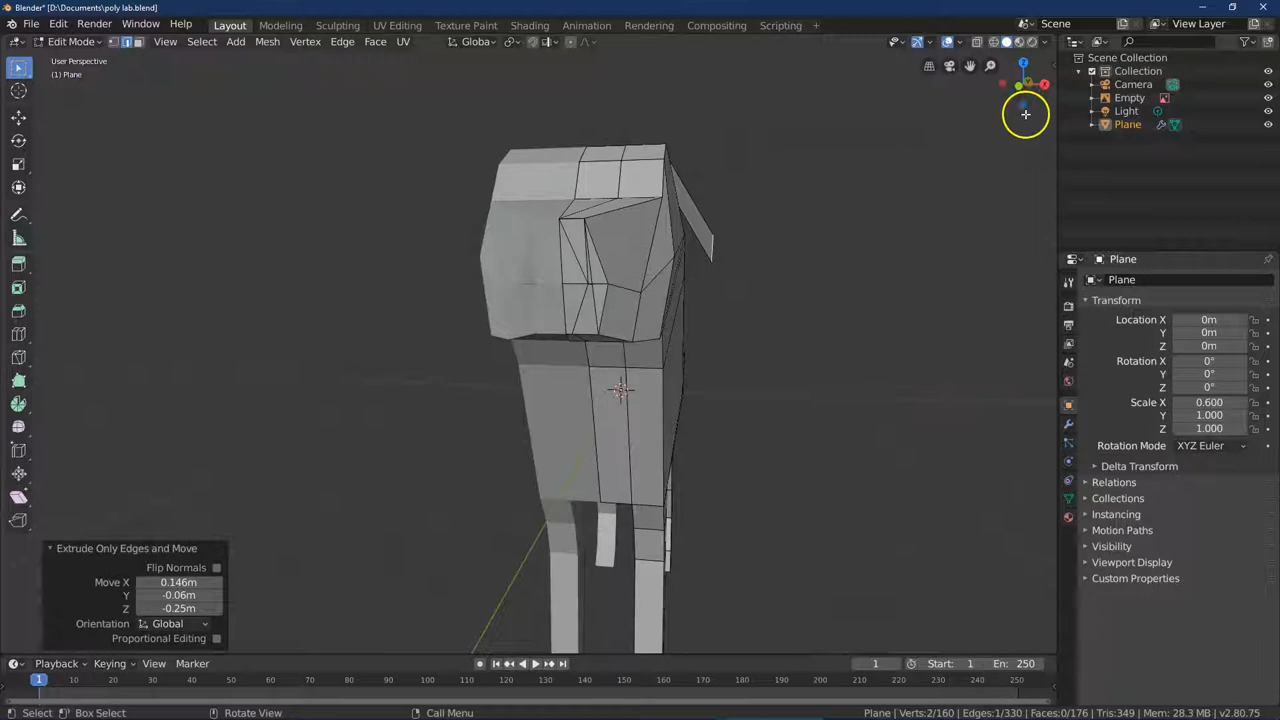 Blender* [D:\Documents\poly lab.blend]
File Edit Render Window Help Layout Modeling Sculpting UV Editing Texture Paint Shading Animation Rendering Compositing Scripting Scene View Layer
Edit Mode View Select Add Mesh Vertex Edge Face UV Globa
User Perspective
(1) Plane
Z
Scene Collection
Collection
Camera
Empty
Light
Plane
Plane
Plane
Transform
Location X 0m
Y 0m
Z 0m
Rotation X 0°
Y 0°
Z 0°
Scale X 0.600
Y 1.000
Z 1.000
Rotation Mode XYZ Euler
Delta Transform
Relations
Collections
Instancing
Motion Paths
Visibility
Viewport Display
Custom Properties
Extrude Only Edges and Move
Flip Normals
Move X 0.146m
Y -0.06m
Z -0.25m
Orientation Global
Proportional Editing
Playback Keying View Marker 1 Start: 1 En: 250
1 10 20 30 40 50 60 70 80 90 100 110 120 130 140 150 160 170 180 190 200 210 220 230 240 250
Select Box Select Rotate View Call Menu Plane | Verts:2/160 | Edges:1/330 | Faces:0/176 | Tris:349 | Mem: 28.3 MB | v2.80.75